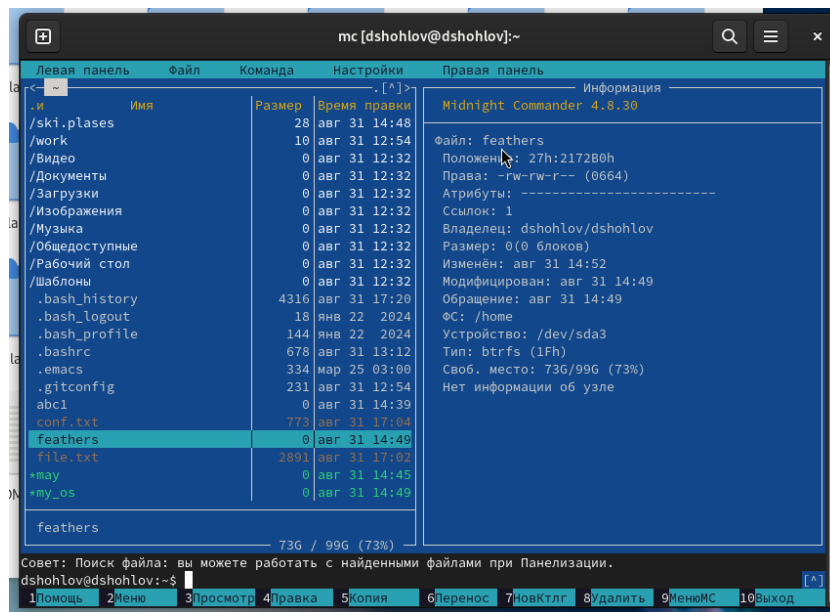 mc [dshohlov@dshohlov]:~
Левая панель Файл Команда Настройки Правая панель
<─ ~ .[^]>
.и Имя Размер Время правки
/ski.plases 28 авг 31 14:48
/work 10 авг 31 12:54
/Видео 0 авг 31 12:32
/Документы 0 авг 31 12:32
/Загрузки 0 авг 31 12:32
/Изображения 0 авг 31 12:32
/Музыка 0 авг 31 12:32
/Общедоступные 0 авг 31 12:32
/Рабочий стол 0 авг 31 12:32
/Шаблоны 0 авг 31 12:32
.bash_history 4316 авг 31 17:20
.bash_logout 18 янв 22 2024
.bash_profile 144 янв 22 2024
.bashrc 678 авг 31 13:12
.emacs 334 мар 25 03:00
.gitconfig 231 авг 31 12:54
abc1 0 авг 31 14:39
conf.txt 773 авг 31 17:04
feathers 0 авг 31 14:49
file.txt 2891 авг 31 17:02
*may 0 авг 31 14:45
*my_os 0 авг 31 14:49
feathers
73G / 99G (73%)
Информация
Midnight Commander 4.8.30
Файл: feathers
Положение: 27h:2172B0h
Права: -rw-rw-r-- (0664)
Атрибуты: -------------------------
Ссылок: 1
Владелец: dshohlov/dshohlov
Размер: 0(0 блоков)
Изменён: авг 31 14:52
Модифицирован: авг 31 14:49
Обращение: авг 31 14:49
ФС: /home
Устройство: /dev/sda3
Тип: btrfs (1Fh)
Своб. место: 73G/99G (73%)
Нет информации об узле
Совет: Поиск файла: вы можете работать с найденными файлами при Панелизации.
dshohlov@dshohlov:~$ [^]
1Помощь 2Меню 3Просмотр 4Правка 5Копия 6Перенос 7НовКтлг 8Удалить 9МенюМС 10Выход